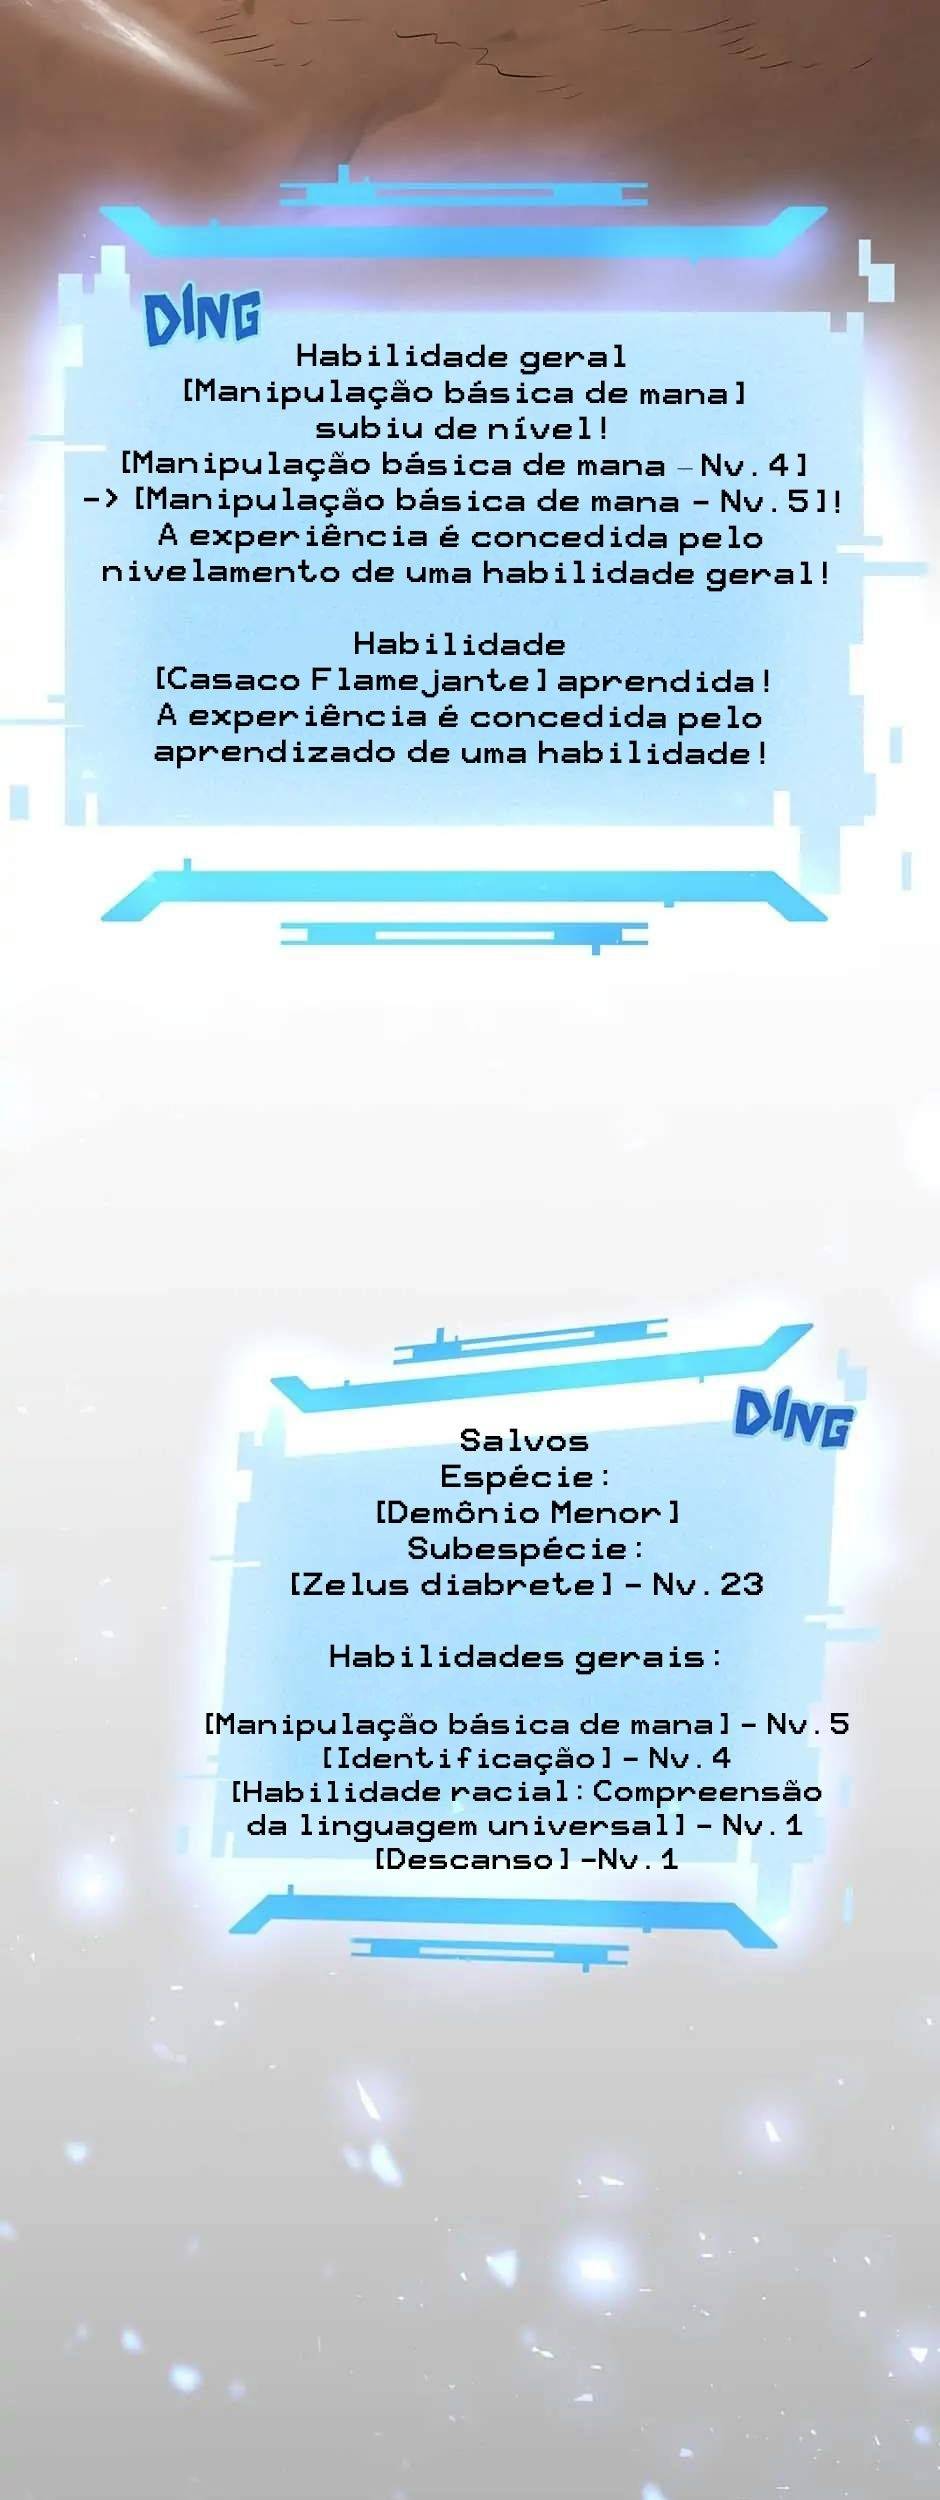 DING
Habilidade geral
[Manipulação básica de mana]
subiu de nível!
[Manipulação básica de mana - Nv.4]
-> [Manipulação básica de mana - Nv.5]!
A experiência é concedida pelo
nivelamento de uma habilidade geral!
Habilidade
[Casaco Flamejante] aprendida!
A experiência é concedida pelo
aprendizado de uma habilidade!
DING
Salvos
Espécie:
[Demônio Menor]
Subespécie:
[Zelus diabrete] - Nv.23
Habilidades gerais:
[Manipulação básica de mana] - Nv.5
[Identificação] - Nv.4
[Habilidade racial: Compreensão
da linguagem universal] - Nv.1
[Descanso] -Nv.1